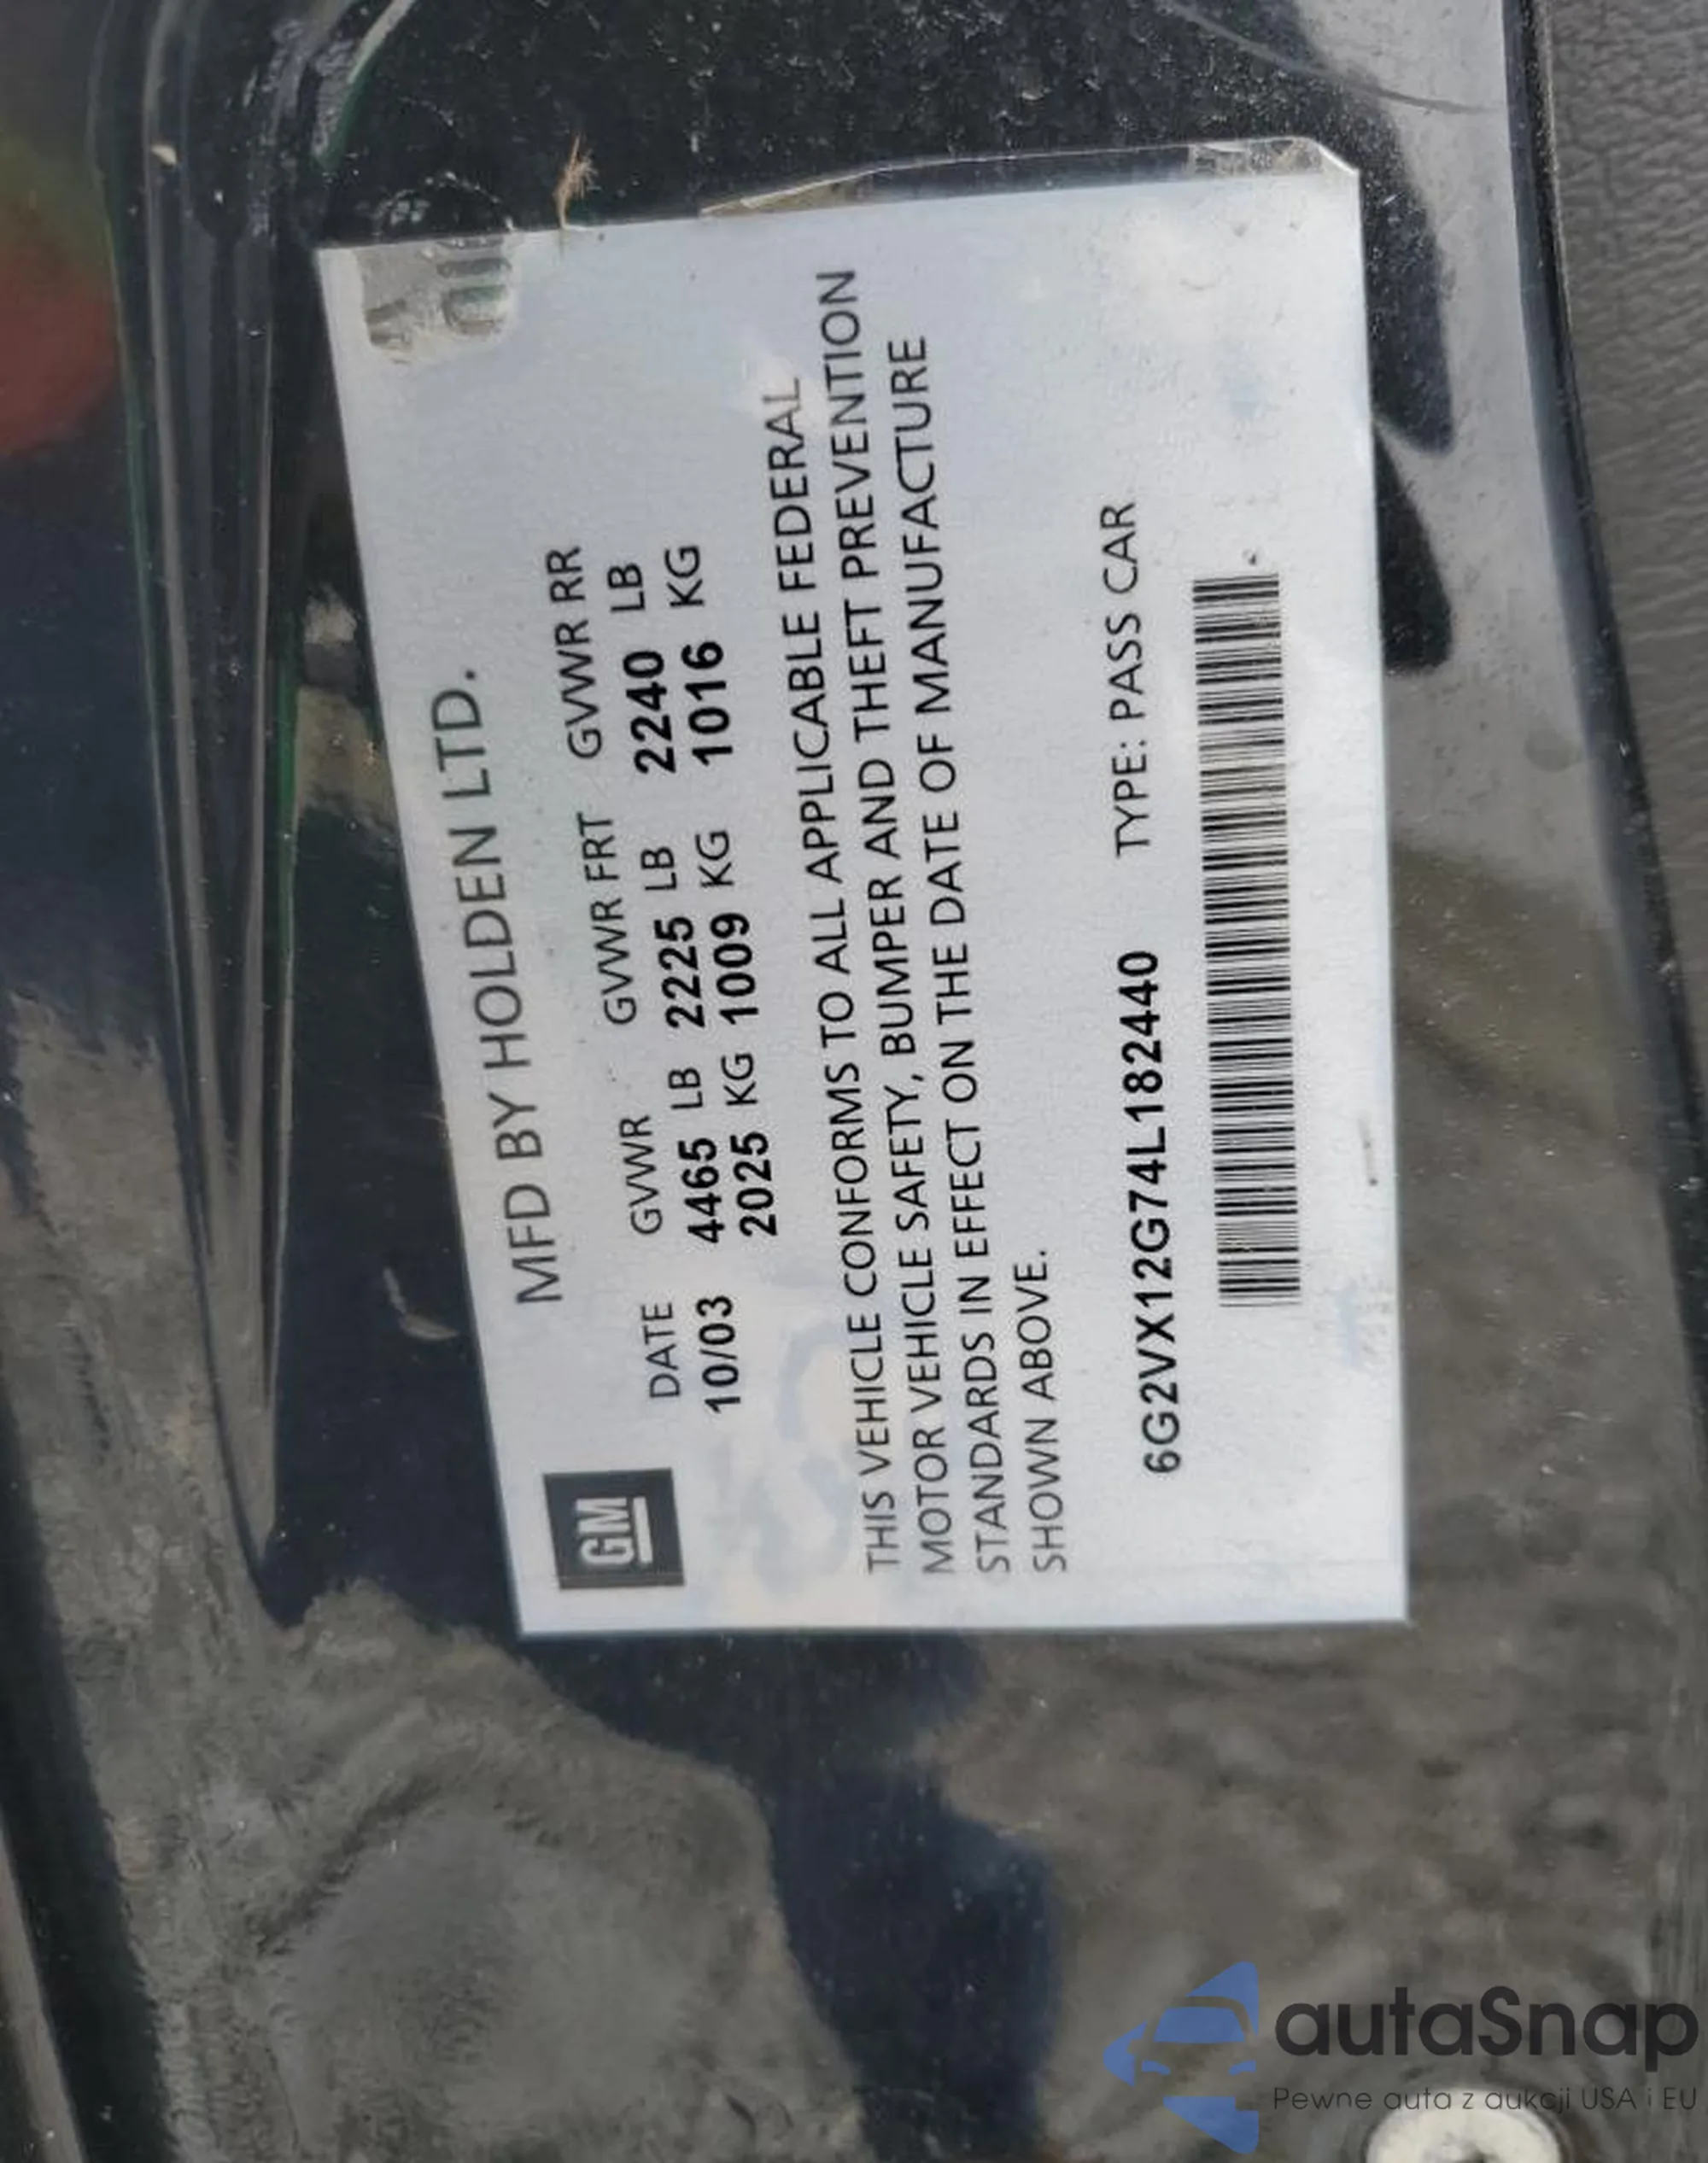 MFD BY HOLDEN LTD.
GM
DATE GVWR GVWR FRT GVWR RR
10/03 4465 LB 2225 LB 2240 LB
2025 KG 1009 KG 1016 KG
THIS VEHICLE CONFORMS TO ALL APPLICABLE FEDERAL
MOTOR VEHICLE SAFETY, BUMPER AND THEFT PREVENTION
STANDARDS IN EFFECT ON THE DATE OF MANUFACTURE
SHOWN ABOVE.
6G2VX12G74L182440 TYPE: PASS CAR
autaSnap
Pewne auta z aukcji USA i EU